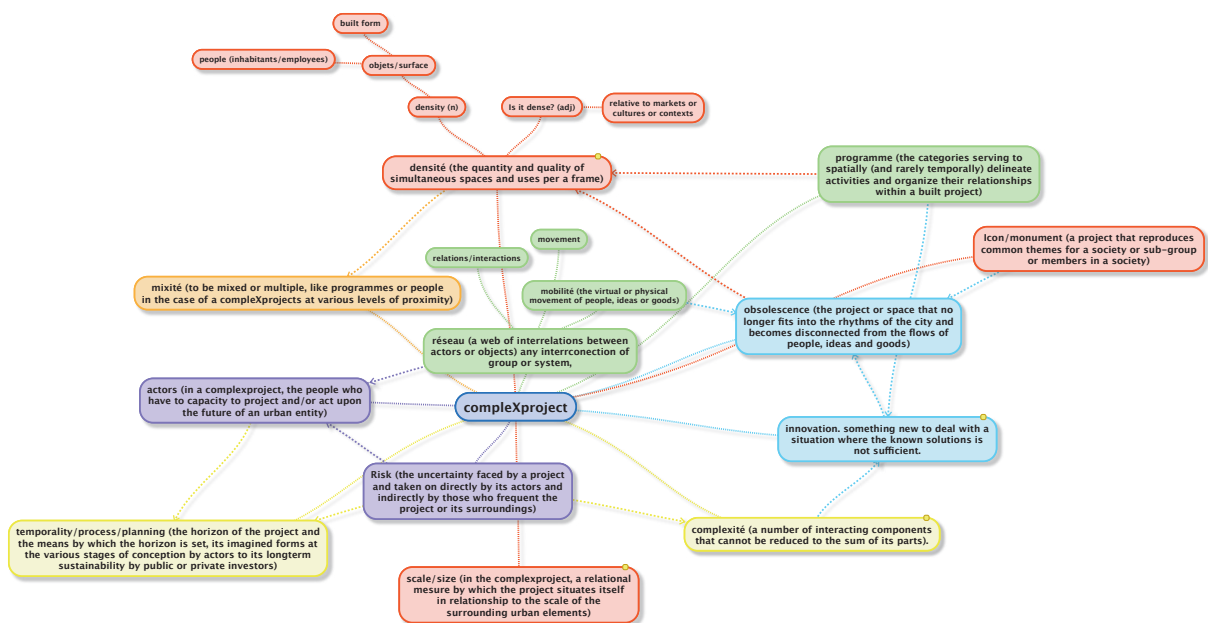 built form
people (inhabitants/employees)
objets/surface
density (n)
Is it dense? (adj)
relative to markets or
cultures or contexts
densité (the quantity and quality of
simultaneous spaces and uses per a frame)
programme (the categories serving to
spatially (and rarely temporally) delineate
activities and organize their relationships
within a built project)
movement
relations/interactions
Icon/monument (a project that reproduces
common themes for a society or sub-group
or members in a society)
mixité (to be mixed or multiple, like programmes or people
in the case of a compleXprojects at various levels of proximity)
mobilité (the virtual or physical
movement of people, ideas or goods)
obsolescence (the project or space that no
longer fits into the rhythms of the city and
becomes disconnected from the flows of
people, ideas and goods)
réseau (a web of interrelations between
actors or objects) any interrconection of
group or system,
actors (in a complexproject, the people who
have to capacity to project and/or act upon
the future of an urban entity)
compleXproject
innovation. something new to deal with a
situation where the known solutions is
not sufficient.
Risk (the uncertainty faced by a project
and taken on directly by its actors and
indirectly by those who frequent the
project or its surroundings)
temporality/process/planning (the horizon of the project and
the means by which the horizon is set, its imagined forms at
the various stages of conception by actors to its longterm
sustainability by public or private investors)
complexité (a number of interacting components
that cannot be reduced to the sum of its parts).
scale/size (in the complexproject, a relational
mesure by which the project situates itself
in relationship to the scale of the
surrounding urban elements)